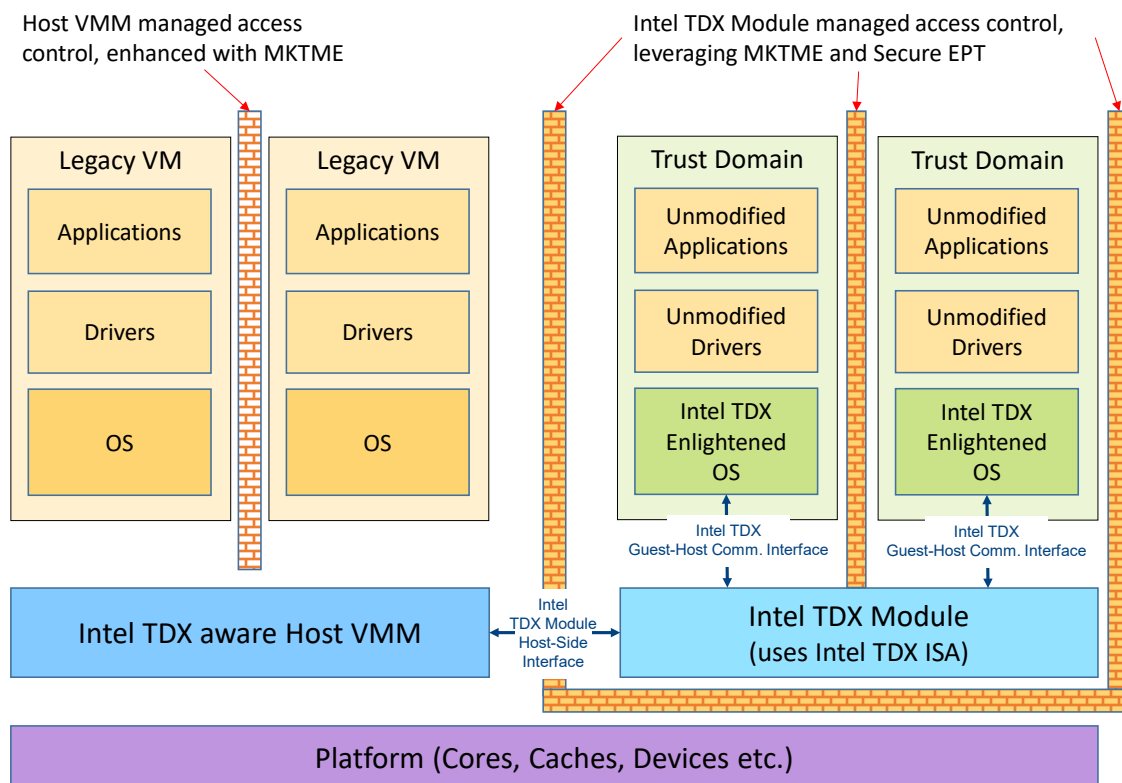 Host VMM managed access
control, enhanced with MKTME
Intel TDX Module managed access control,
leveraging MKTME and Secure EPT
Legacy VM
Applications
Drivers
OS
Legacy VM
Applications
Drivers
OS
Trust Domain
Unmodified
Applications
Unmodified
Drivers
Intel TDX
Enlightened
OS
Trust Domain
Unmodified
Applications
Unmodified
Drivers
Intel TDX
Enlightened
OS
Intel TDX
Guest-Host Comm. Interface
Intel TDX
Guest-Host Comm. Interface
Intel TDX aware Host VMM
Intel
TDX Module
Host-Side
Interface
Intel TDX Module
(uses Intel TDX ISA)
Platform (Cores, Caches, Devices etc.)